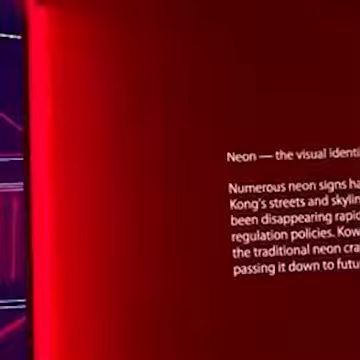 Neon — the visual identi
Numerous neon signs ha
Kong's streets and skylin
been disappearing rapid
regulation policies. Kow
the traditional neon cra
passing it down to futu